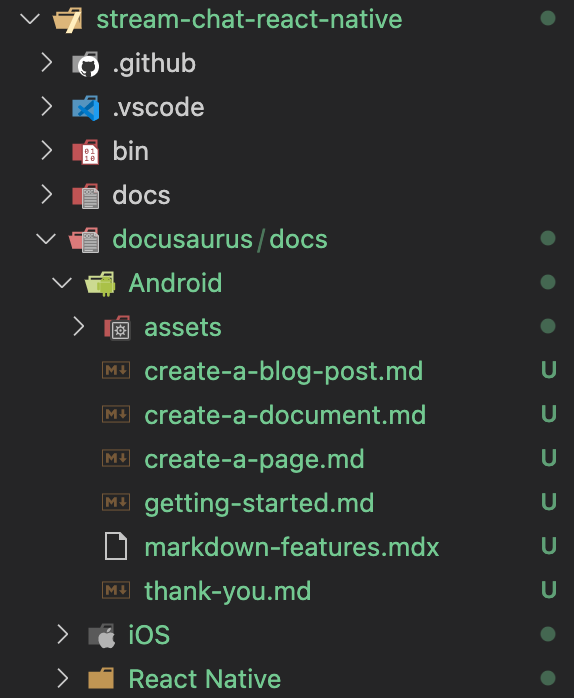 stream-chat-react-native
.github
.vscode
bin
docs
docusaurus/docs
Android
assets
create-a-blog-post.md U
create-a-document.md U
create-a-page.md U
getting-started.md U
markdown-features.mdx U
thank-you.md U
iOS
React Native